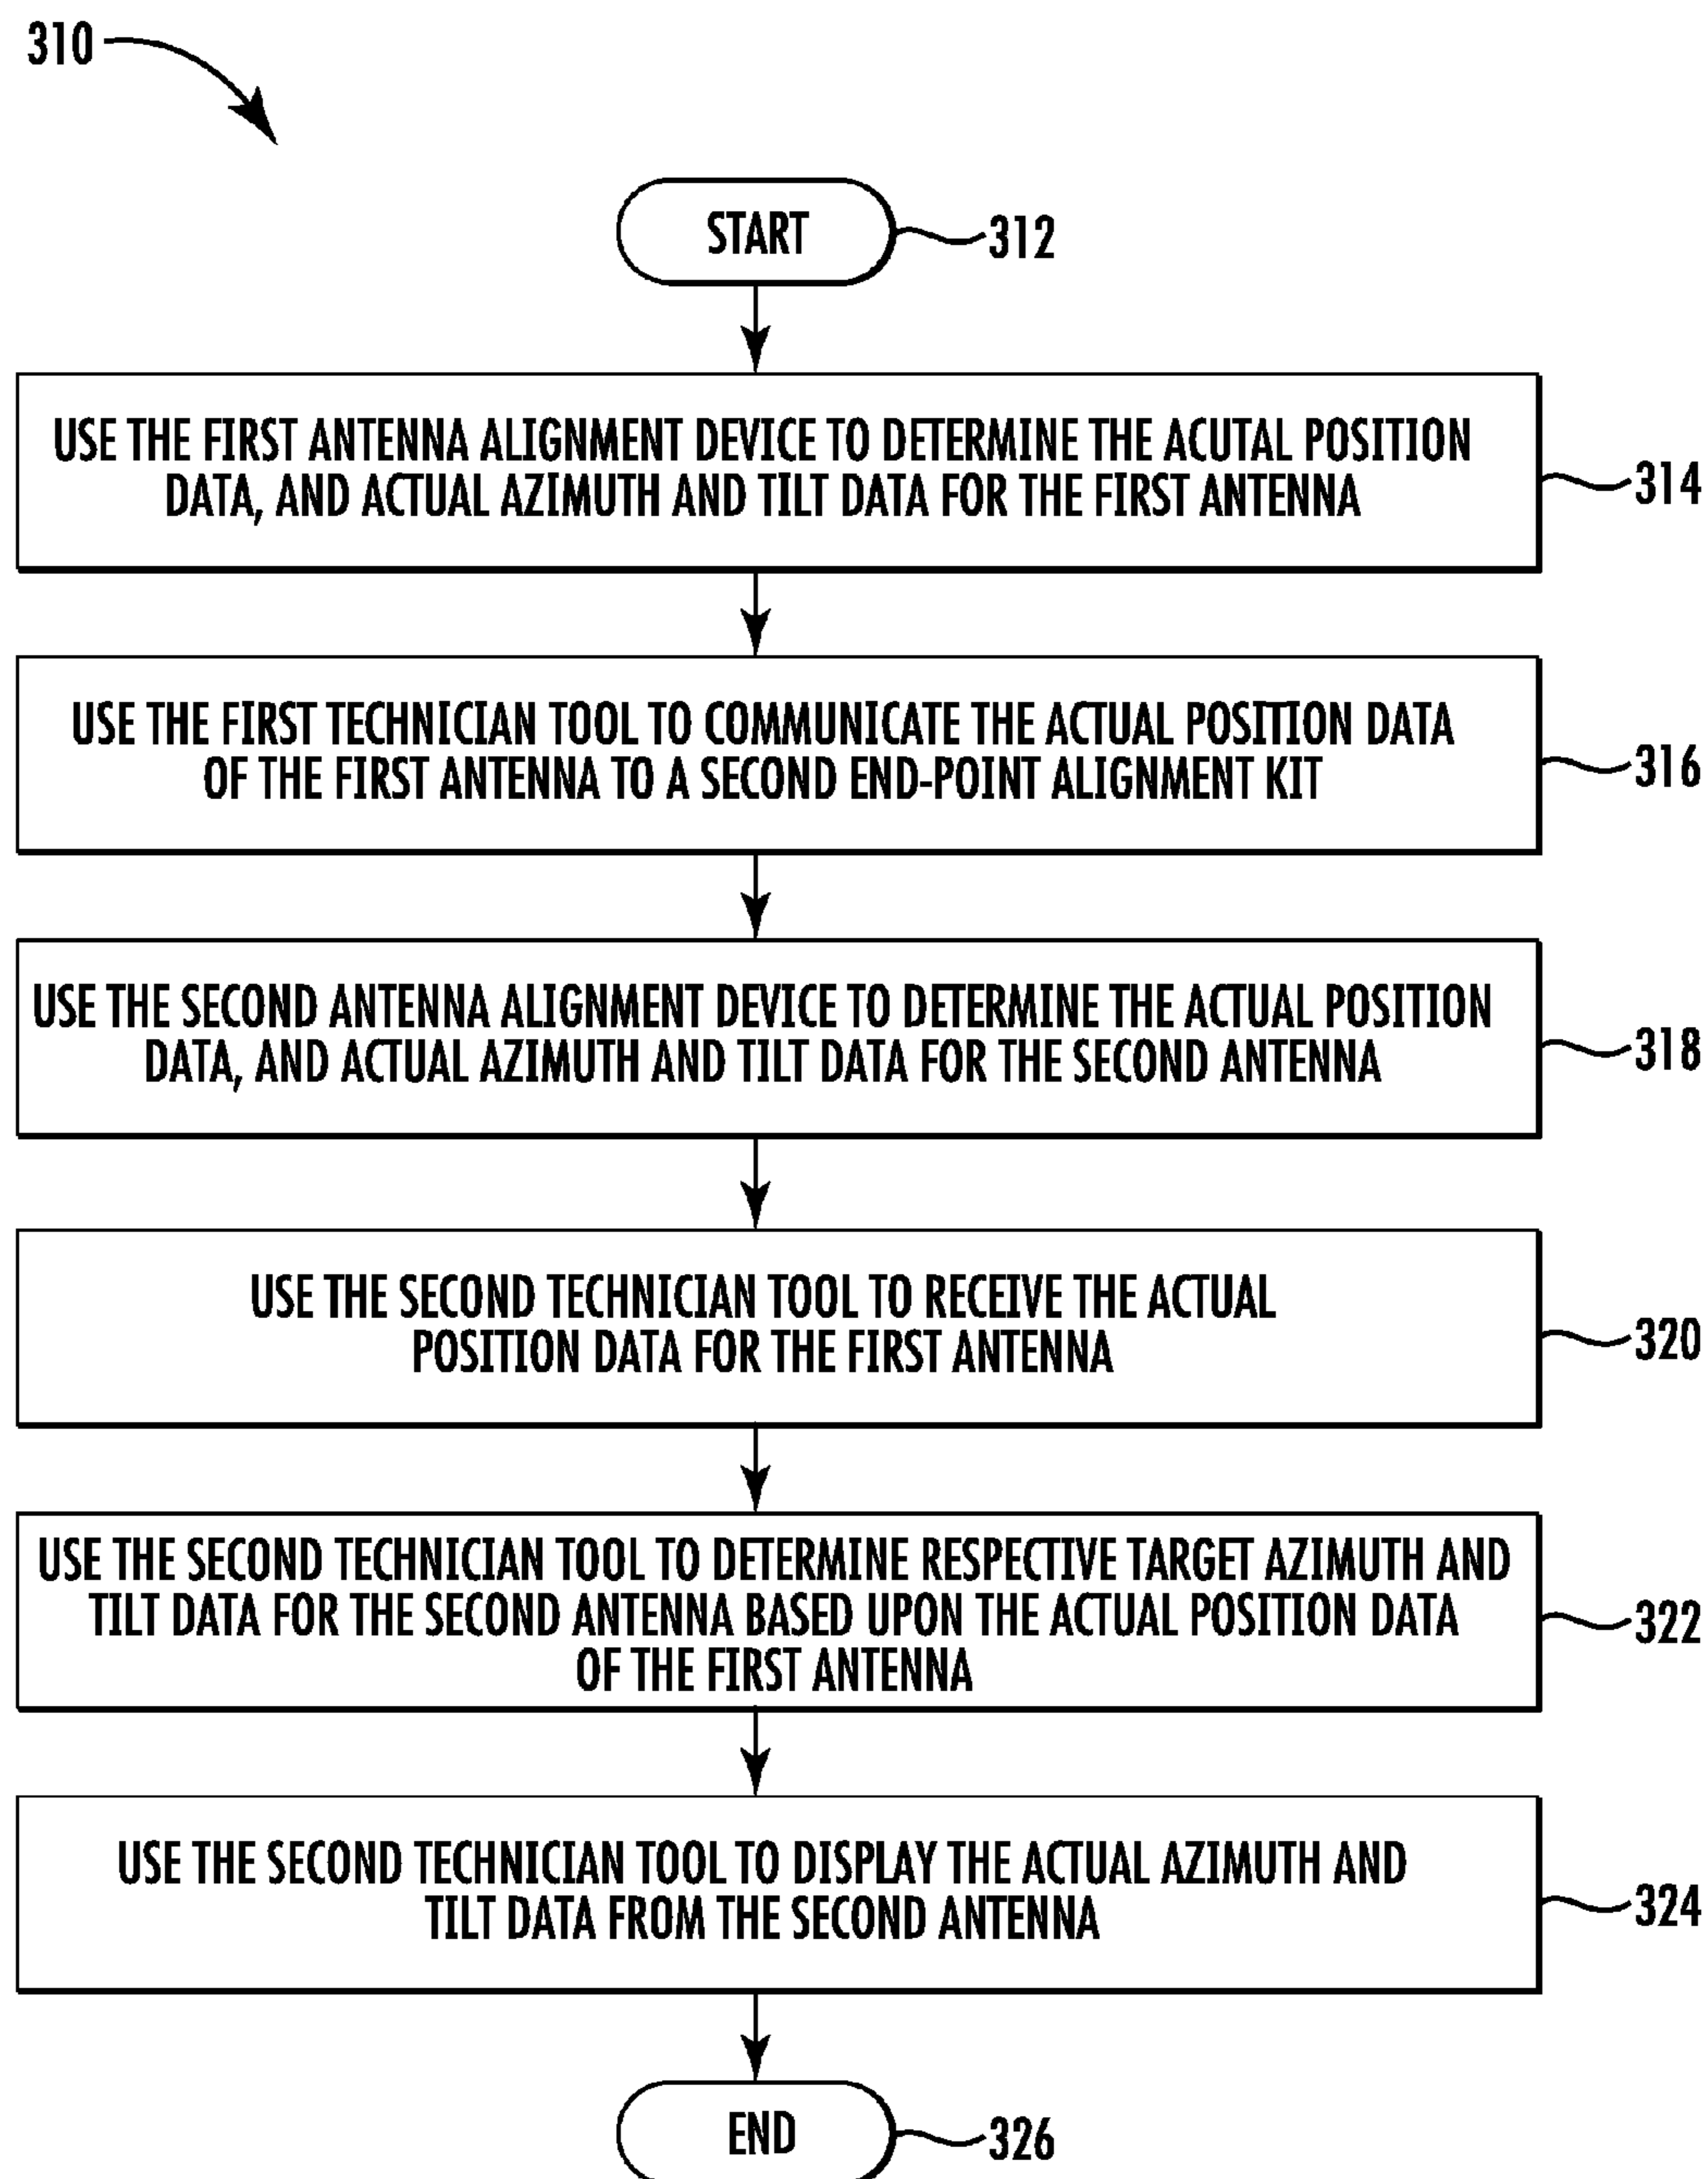 310
START
312
USE THE FIRST ANTENNA ALIGNMENT DEVICE TO DETERMINE THE ACUTAL POSITION
DATA, AND ACTUAL AZIMUTH AND TILT DATA FOR THE FIRST ANTENNA
314
USE THE FIRST TECHNICIAN TOOL TO COMMUNICATE THE ACTUAL POSITION DATA
OF THE FIRST ANTENNA TO A SECOND END-POINT ALIGNMENT KIT
316
USE THE SECOND ANTENNA ALIGNMENT DEVICE TO DETERMINE THE ACTUAL POSITION
DATA, AND ACTUAL AZIMUTH AND TILT DATA FOR THE SECOND ANTENNA
318
USE THE SECOND TECHNICIAN TOOL TO RECEIVE THE ACTUAL
POSITION DATA FOR THE FIRST ANTENNA
320
USE THE SECOND TECHNICIAN TOOL TO DETERMINE RESPECTIVE TARGET AZIMUTH AND
TILT DATA FOR THE SECOND ANTENNA BASED UPON THE ACTUAL POSITION DATA
OF THE FIRST ANTENNA
322
USE THE SECOND TECHNICIAN TOOL TO DISPLAY THE ACTUAL AZIMUTH AND
TILT DATA FROM THE SECOND ANTENNA
324
END
326